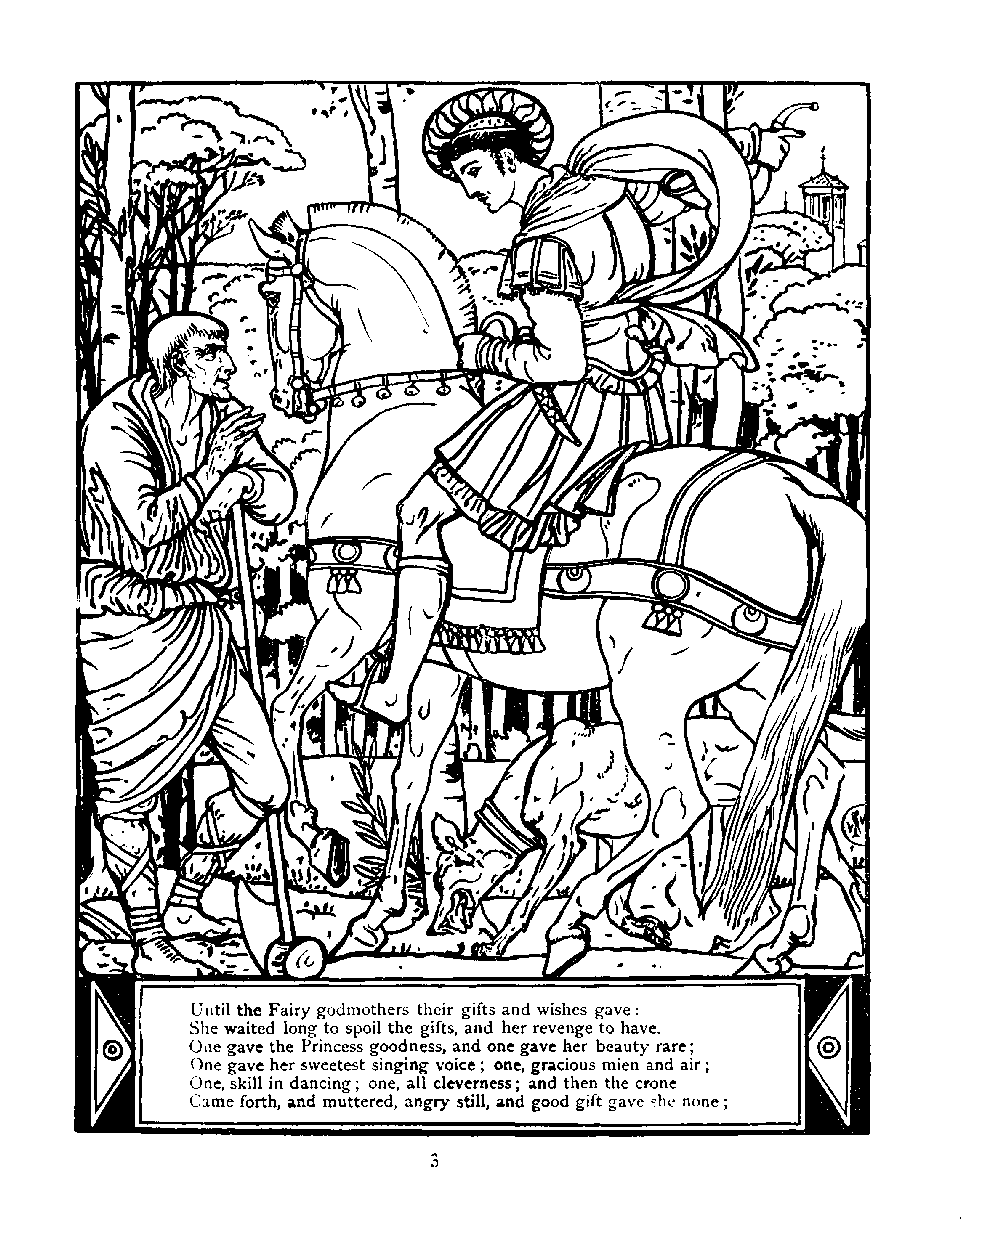 Until the Fairy godmothers their gifts and wishes gave :
She waited long to spoil the gifts, and her revenge to have.
One gave the Princess goodness, and one gave her beauty rare ;
One gave her sweetest singing voice ; one, gracious mien and air ;
One, skill in dancing ; one, all cleverness ; and then the crone
Came forth, and muttered, angry still, and good gift gave she none ;
3